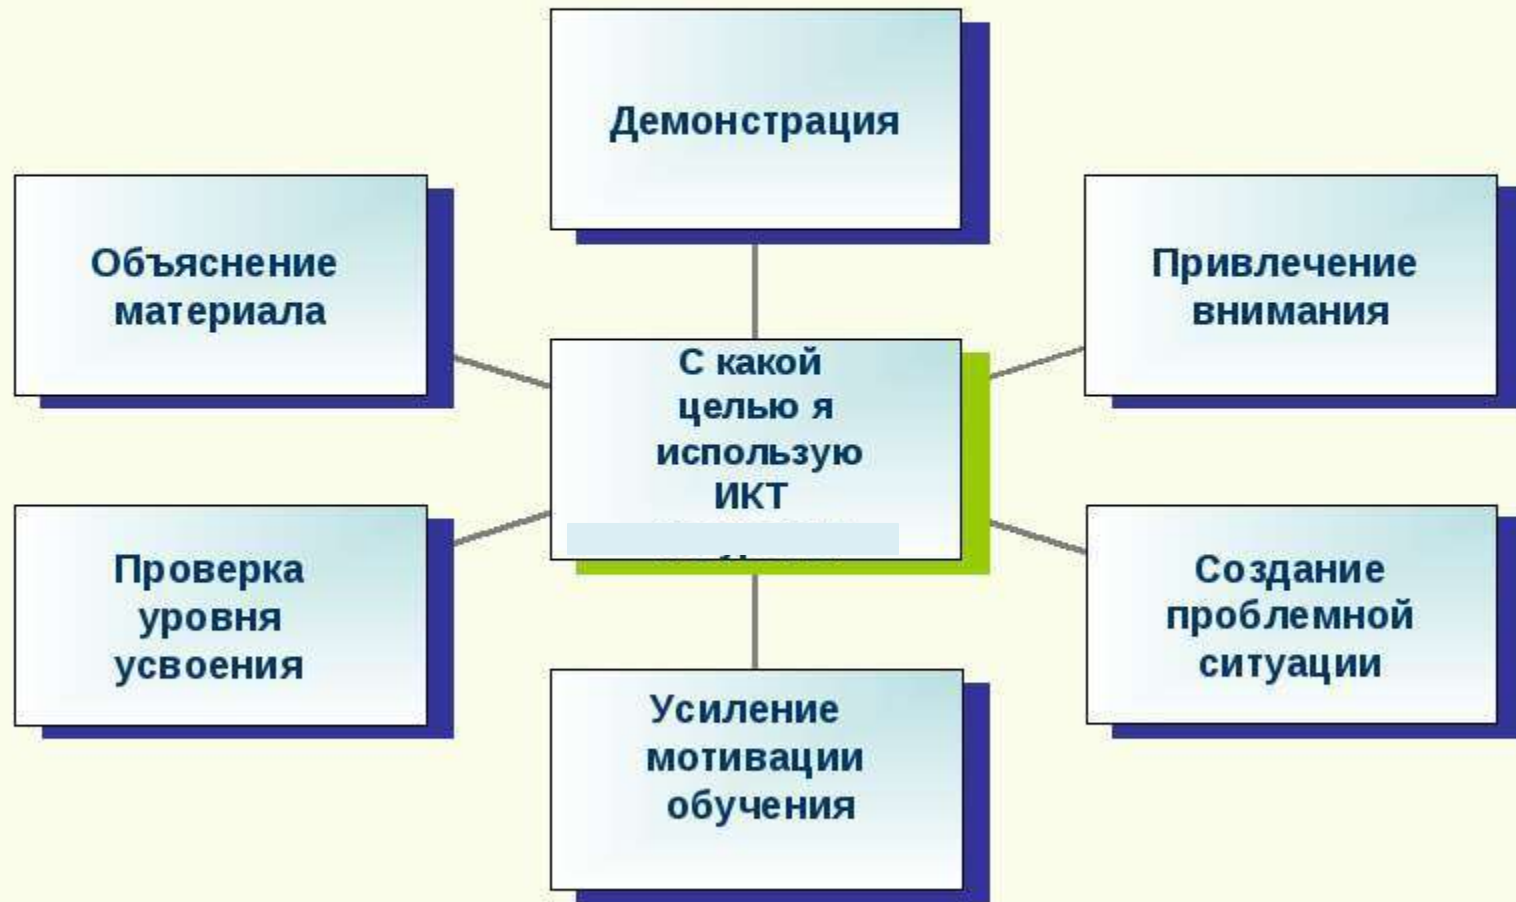 Демонстрация
Объяснение
материала
Привлечение
внимания
С какой
целью я
использую
ИКТ
Проверка
уровня
усвоения
Создание
проблемной
ситуации
Усиление
мотивации
обучения